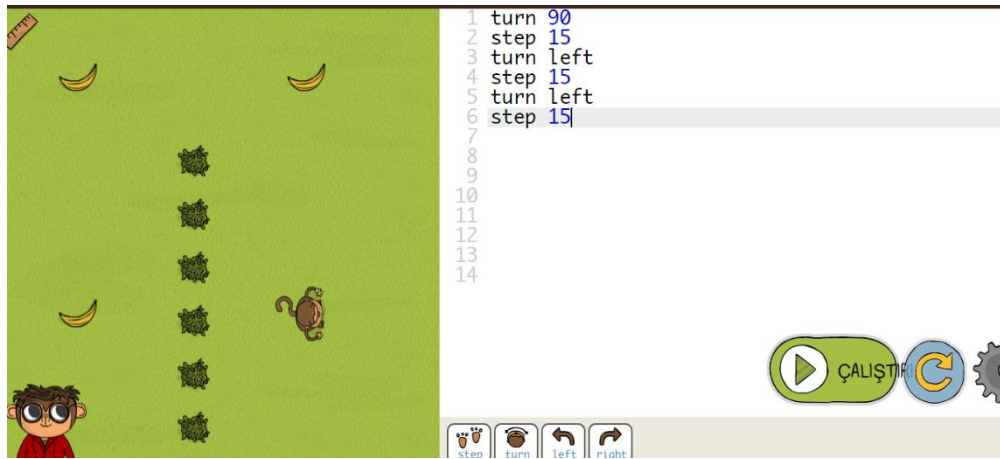 1 turn 90
2 step 15
3 turn left
4 step 15
5 turn left
6 step 15
7
8
9
10
11
12
13
14
step turn left right